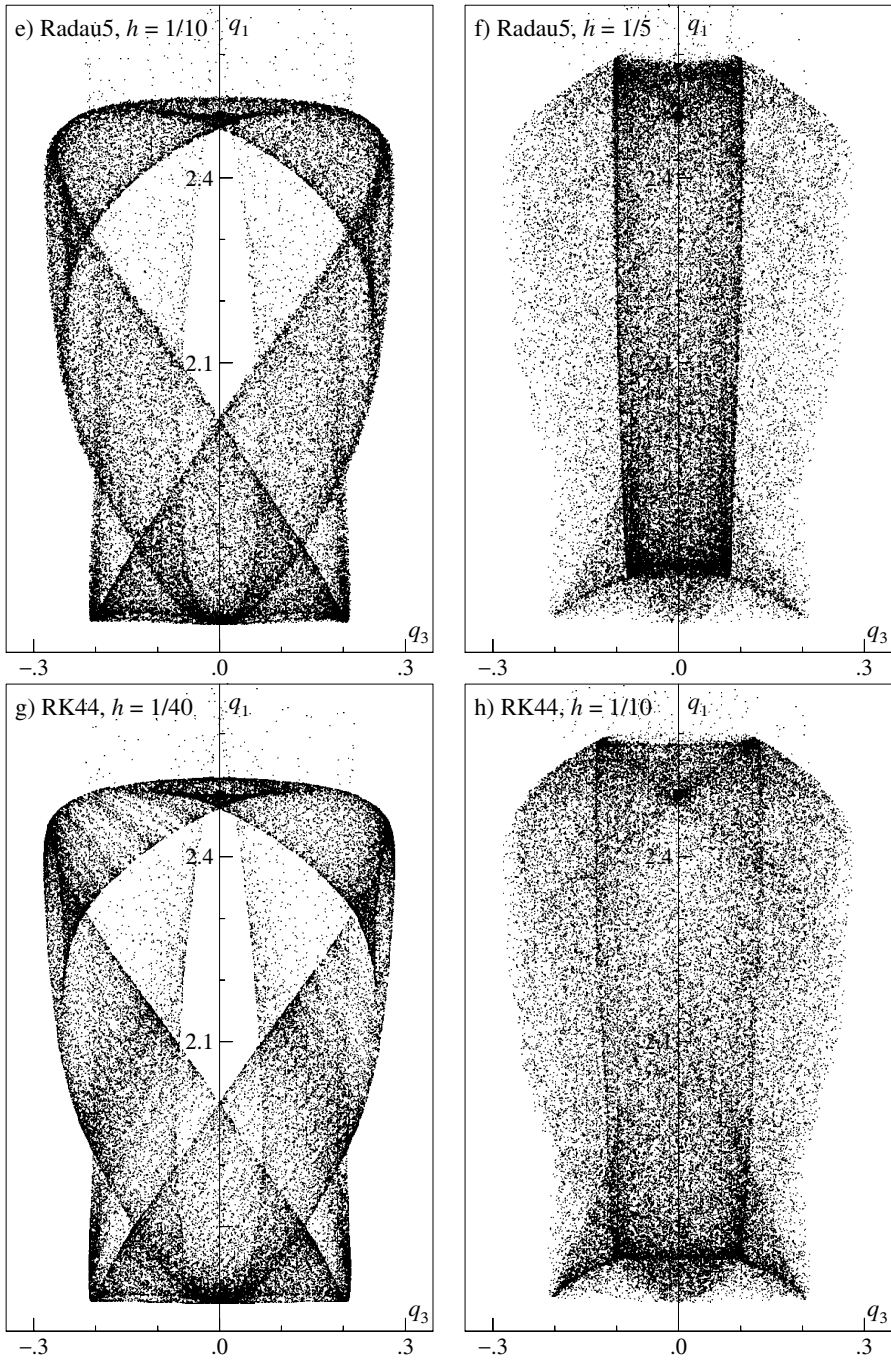 e) Radau5, h = 1/10 q1
2.4
2.1
q3
−.3 .0 .3
f) Radau5, h = 1/5 q1
2.4
2.1
q3
−.3 .0 .3
g) RK44, h = 1/40 q1
2.4
2.1
q3
−.3 .0 .3
h) RK44, h = 1/10 q1
2.4
2.1
q3
−.3 .0 .3